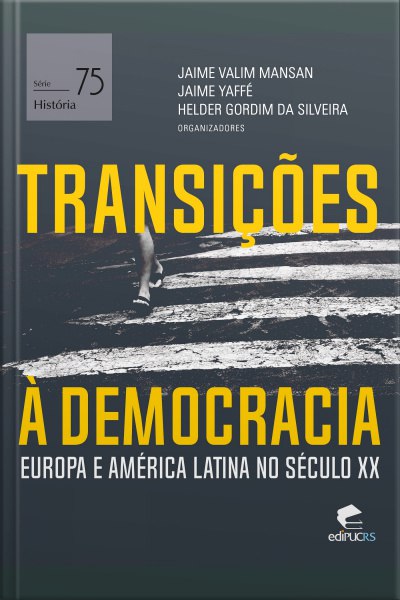 Série 75
História
JAIME VALIM MANSAN
JAIME YAFFÉ
HELDER GORDIM DA SILVEIRA
ORGANIZADORES
TRANSIÇÕES
À DEMOCRACIA
EUROPA E AMÉRICA LATINA NO SÉCULO XX
ediPUCRS